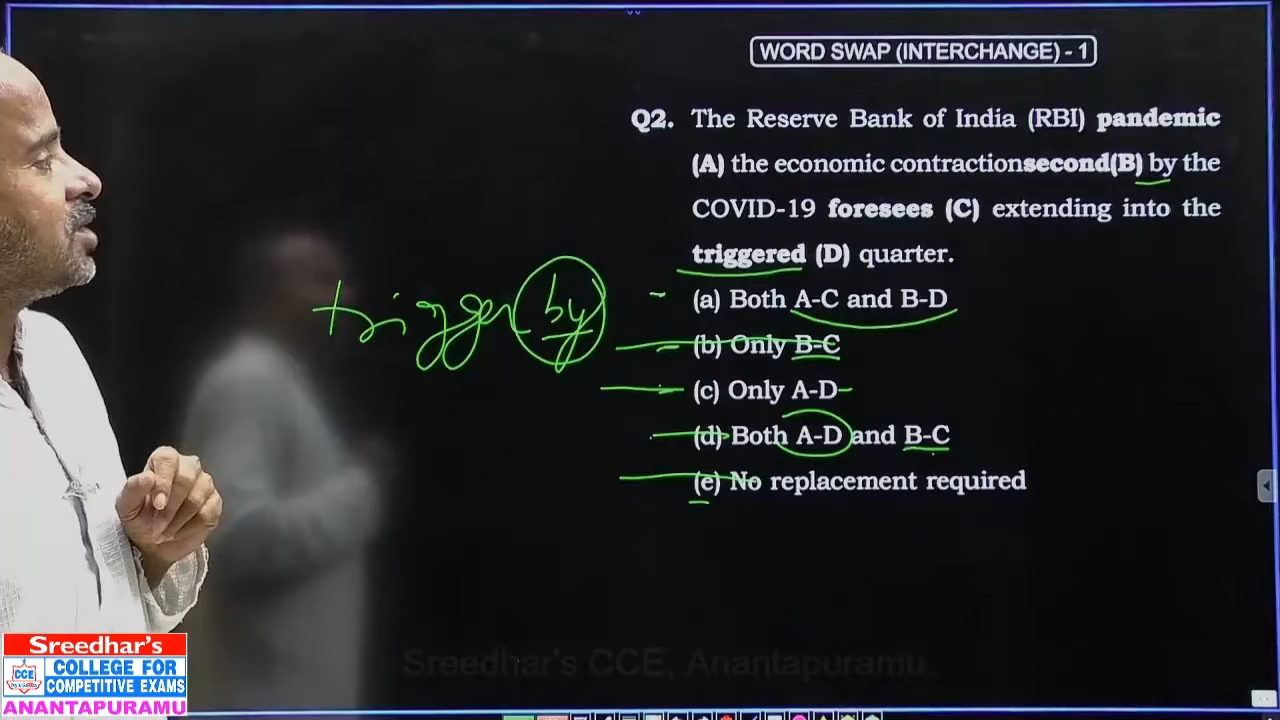 WORD SWAP (INTERCHANGE) - 1
Q2. The Reserve Bank of India (RBI) pandemic
(A) the economic contractionsecond(B) by the
COVID-19 foresees (C) extending into the
triggered (D) quarter.
trigger by
(a) Both A-C and B-D
(b) Only B-C
(c) Only A-D
(d) Both A-D and B-C
(e) No replacement required
Sreedhar's CCE, Ananta
Sreedhar's
CCE
COLLEGE FOR
COMPETITIVE EXAMS
ANANTAPURAMU